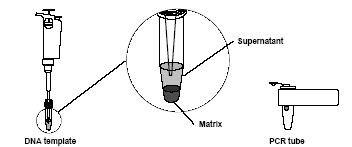 Supernatant
Matrix
DNA template
PCR tube